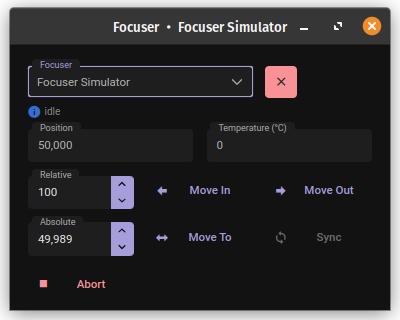 Focuser • Focuser Simulator
Focuser
Focuser Simulator
idle
Position
50,000
Temperature (°C)
0
Relative
100
Move In
Move Out
Absolute
49,989
Move To
Sync
Abort